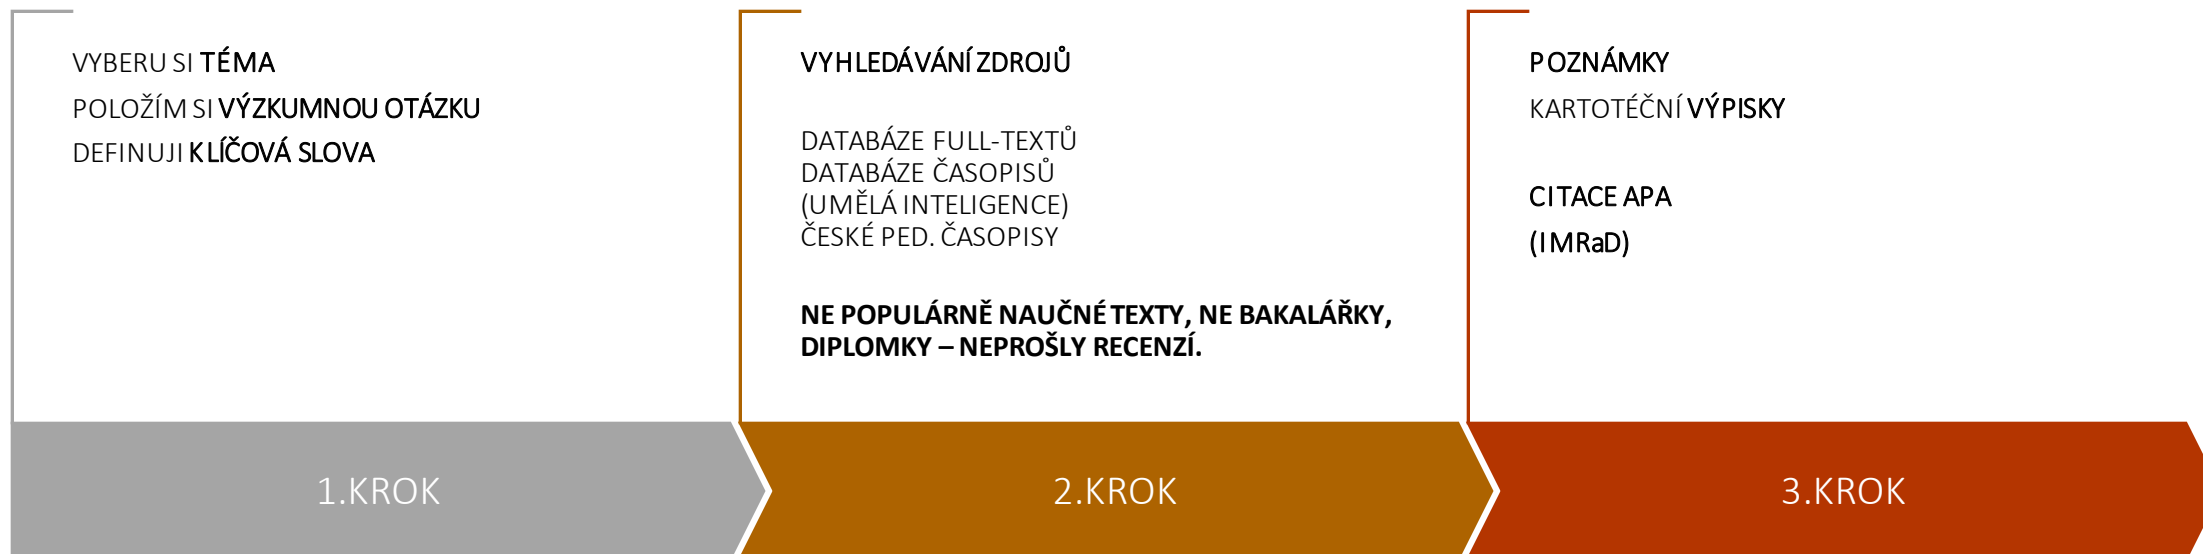 VYBERU SI TÉMA
POLOŽÍM SI VÝZKUMNOU OTÁZKU
DEFINUJI KLÍČOVÁ SLOVA
1.KROK
VYHLEDÁVÁNÍ ZDROJŮ
DATABÁZE FULL-TEXTŮ
DATABÁZE ČASOPISŮ
(UMĚLÁ INTELIGENCE)
ČESKÉ PED. ČASOPISY
NE POPULÁRNĚ NAUČNÉ TEXTY, NE BAKALÁŘKY,
DIPLOMKY – NEPROŠLY RECENZÍ.
2.KROK
POZNÁMKY
KARTOTÉČNÍ VÝPISKY
CITACE APA
(IMRaD)
3.KROK